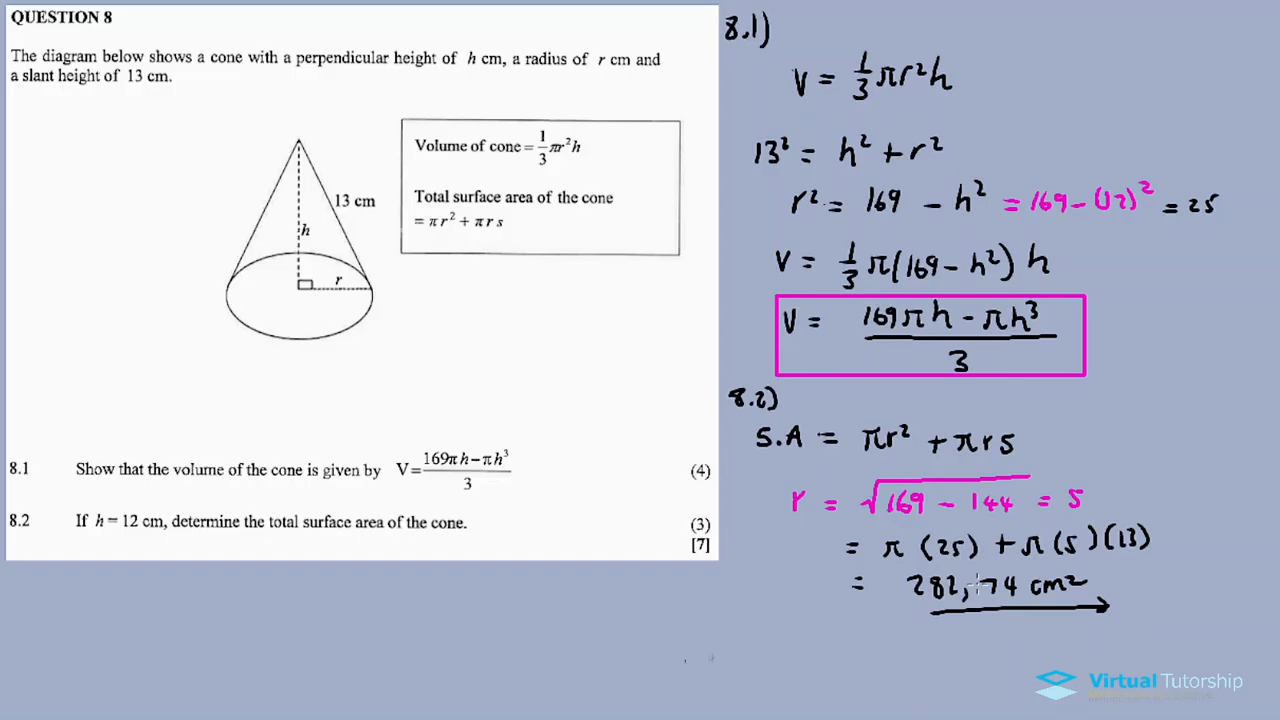 QUESTION 8
The diagram below shows a cone with a perpendicular height of h cm, a radius of r cm and
a slant height of 13 cm.
13 cm
h
r
Volume of cone = 1/3 πr²h
Total surface area of the cone
= πr² + πrs
8.1 Show that the volume of the cone is given by V = (169πh − πh³)/3 (4)
8.2 If h = 12 cm, determine the total surface area of the cone. (3)
[7]
8.1)
V = 1/3 πr²h
13² = h² + r²
r² = 169 − h² = 169 − (12)² = 25
V = 1/3 π(169 − h²) h
V = (169πh − πh³)/3
8.2)
S.A = πr² + πrs
r = √(169 − 144) = 5
= π (25) + π (5)(13)
= 282,74 cm²
Virtual Tutorship